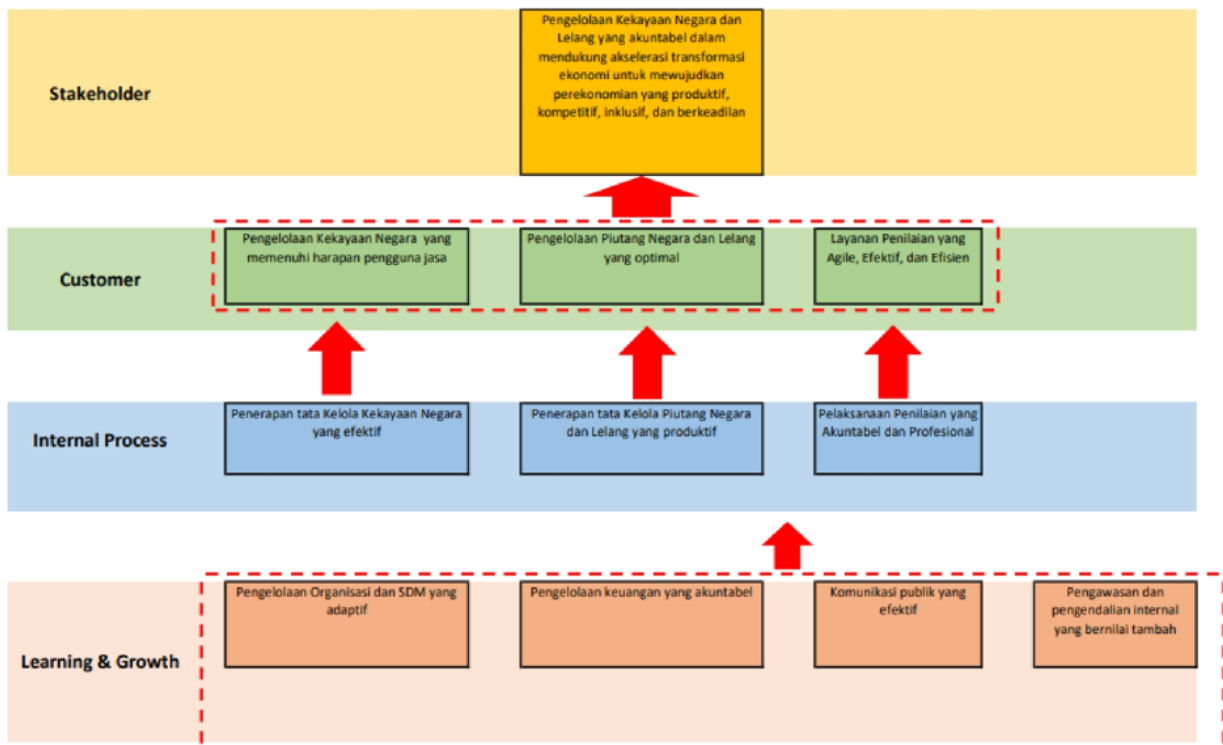 Stakeholder
Pengelolaan Kekayaan Negara dan
Lelang yang akuntabel dalam
mendukung akselerasi transformasi
ekonomi untuk mewujudkan
perekonomian yang produktif,
kompetitif, inklusif, dan berkeadilan
Customer
Pengelolaan Kekayaan Negara yang
memenuhi harapan pengguna jasa
Pengelolaan Piutang Negara dan Lelang
yang optimal
Layanan Penilaian yang
Agile, Efektif, dan Efisien
Internal Process
Penerapan tata Kelola Kekayaan Negara
yang efektif
Penerapan tata Kelola Piutang Negara
dan Lelang yang produktif
Pelaksanaan Penilaian yang
Akuntabel dan Profesional
Learning & Growth
Pengelolaan Organisasi dan SDM yang
adaptif
Pengelolaan keuangan yang akuntabel
Komunikasi publik yang
efektif
Pengawasan dan
pengendalian internal
yang bernilai tambah